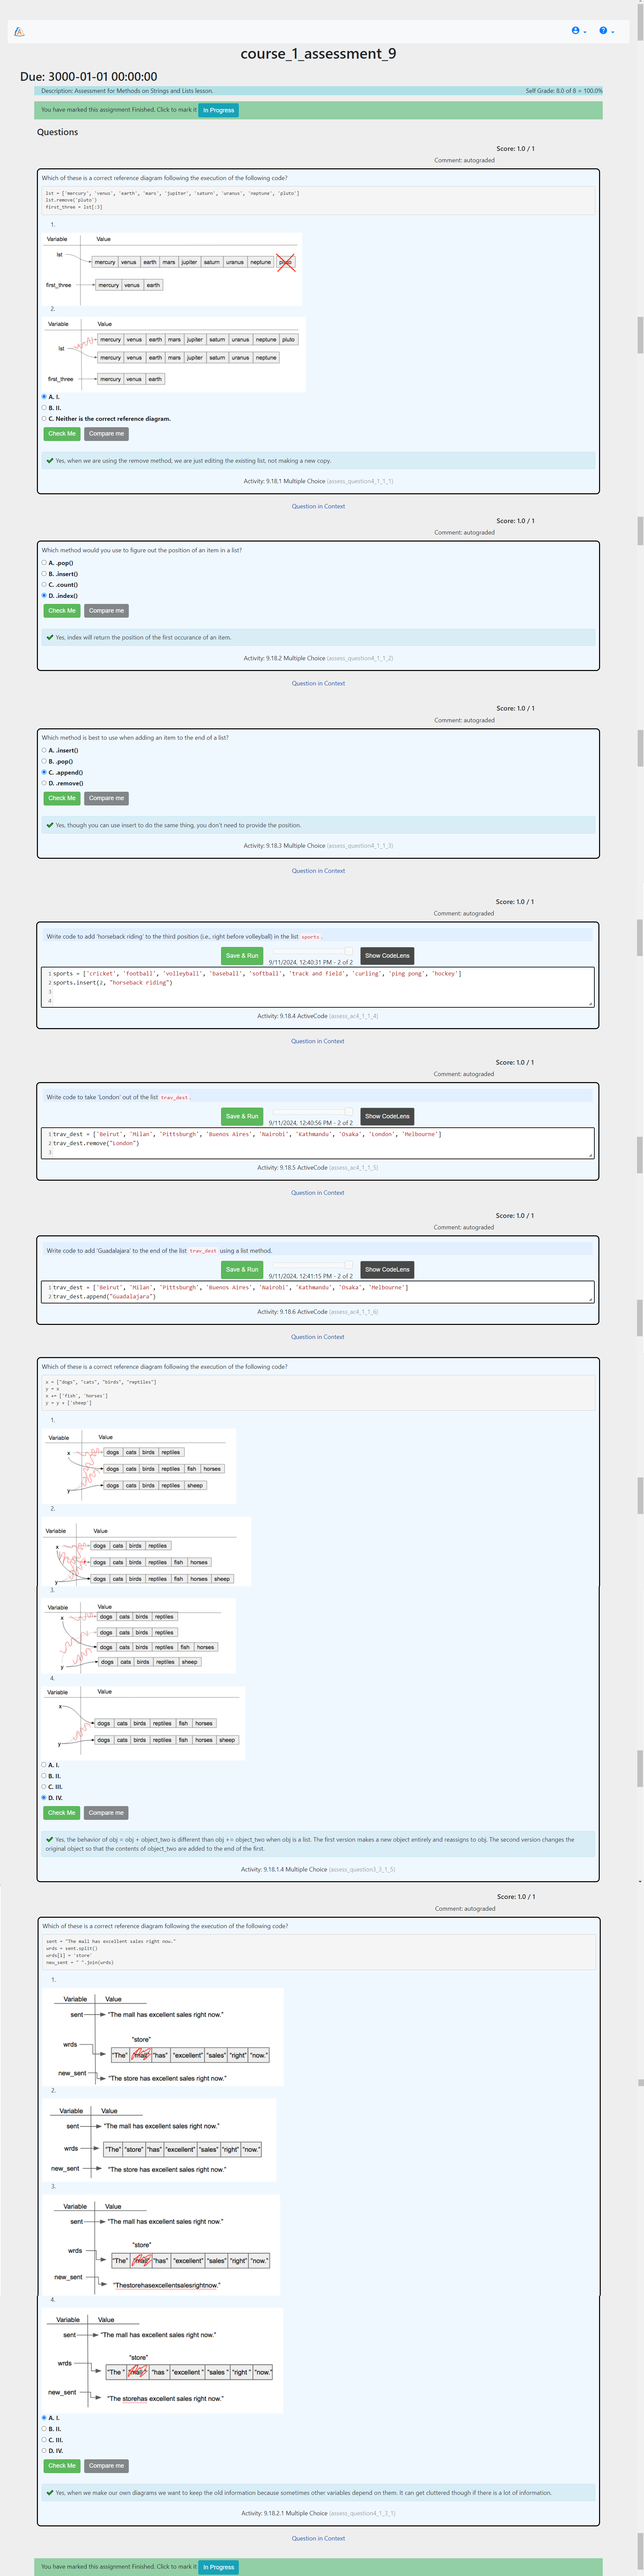 course_1_assessment_9
Due: 3000-01-01 00:00:00
Description: Assessment for Methods on Strings and Lists lesson.
Self Grade: 8.0 of 8 = 100.0%
You have marked this assignment Finished. Click to mark it In Progress
Questions
Score: 1.0 / 1
Comment: autograded
Which of these is a correct reference diagram following the execution of the following code?
lst = ['mercury', 'venus', 'earth', 'mars', 'jupiter', 'saturn', 'uranus', 'neptune', 'pluto']
lst.remove('pluto')
first_three = lst[:3]
1.
Variable Value
lst
mercury venus earth mars jupiter saturn uranus neptune pluto
first_three mercury venus earth
2.
Variable Value
mercury venus earth mars jupiter saturn uranus neptune pluto
lst
mercury venus earth mars jupiter saturn uranus neptune
first_three mercury venus earth
A. I.
B. II.
C. Neither is the correct reference diagram.
Check Me Compare me
Yes, when we are using the remove method, we are just editing the existing list, not making a new copy.
Activity: 9.18.1 Multiple Choice (assess_question4_1_1_1)
Question in Context
Score: 1.0 / 1
Comment: autograded
Which method would you use to figure out the position of an item in a list?
A. .pop()
B. .insert()
C. .count()
D. .index()
Check Me Compare me
Yes, index will return the position of the first occurance of an item.
Activity: 9.18.2 Multiple Choice (assess_question4_1_1_2)
Question in Context
Score: 1.0 / 1
Comment: autograded
Which method is best to use when adding an item to the end of a list?
A. .insert()
B. .pop()
C. .append()
D. .remove()
Check Me Compare me
Yes, though you can use insert to do the same thing, you don't need to provide the position.
Activity: 9.18.3 Multiple Choice (assess_question4_1_1_3)
Question in Context
Score: 1.0 / 1
Comment: autograded
Write code to add 'horseback riding' to the third position (i.e., right before volleyball) in the list sports.
Save & Run 9/11/2024, 12:40:31 PM - 2 of 2 Show CodeLens
1 sports = ['cricket', 'football', 'volleyball', 'baseball', 'softball', 'track and field', 'curling', 'ping pong', 'hockey']
2 sports.insert(2, "horseback riding")
3
4
Activity: 9.18.4 ActiveCode (assess_ac4_1_1_4)
Question in Context
Score: 1.0 / 1
Comment: autograded
Write code to take 'London' out of the list trav_dest.
Save & Run 9/11/2024, 12:40:56 PM - 2 of 2 Show CodeLens
1 trav_dest = ['Beirut', 'Milan', 'Pittsburgh', 'Buenos Aires', 'Nairobi', 'Kathmandu', 'Osaka', 'London', 'Melbourne']
2 trav_dest.remove("London")
3
Activity: 9.18.5 ActiveCode (assess_ac4_1_1_5)
Question in Context
Score: 1.0 / 1
Comment: autograded
Write code to add 'Guadalajara' to the end of the list trav_dest using a list method.
Save & Run 9/11/2024, 12:41:15 PM - 2 of 2 Show CodeLens
1 trav_dest = ['Beirut', 'Milan', 'Pittsburgh', 'Buenos Aires', 'Nairobi', 'Kathmandu', 'Osaka', 'Melbourne']
2 trav_dest.append("Guadalajara")
Activity: 9.18.6 ActiveCode (assess_ac4_1_1_6)
Question in Context
Which of these is a correct reference diagram following the execution of the following code?
x = ["dogs", "cats", "birds", "reptiles"]
y = x
x += ['fish', 'horses']
y = y + ['sheep']
1.
Variable Value
x dogs cats birds reptiles
dogs cats birds reptiles fish horses
y dogs cats birds reptiles sheep
2.
Variable Value
x dogs cats birds reptiles
dogs cats birds reptiles fish horses
y dogs cats birds reptiles fish horses sheep
3.
Variable Value
x dogs cats birds reptiles
dogs cats birds reptiles
dogs cats birds reptiles fish horses
y dogs cats birds reptiles sheep
4.
Variable Value
x
dogs cats birds reptiles fish horses
y dogs cats birds reptiles fish horses sheep
A. I.
B. II.
C. III.
D. IV.
Check Me Compare me
Yes, the behavior of obj = obj + object_two is different than obj += object_two when obj is a list. The first version makes a new object entirely and reassigns to obj. The second version changes the
original object so that the contents of object_two are added to the end of the first.
Activity: 9.18.1.4 Multiple Choice (assess_question3_3_1_5)
Score: 1.0 / 1
Comment: autograded
Which of these is a correct reference diagram following the execution of the following code?
sent = "The mall has excellent sales right now."
wrds = sent.split()
wrds[1] = 'store'
new_sent = " ".join(wrds)
1.
Variable Value
sent "The mall has excellent sales right now."
"store"
wrds
"The" "mall" "has" "excellent" "sales" "right" "now."
new_sent
"The store has excellent sales right now."
2.
Variable Value
sent "The mall has excellent sales right now."
wrds "The" "store" "has" "excellent" "sales" "right" "now."
new_sent "The store has excellent sales right now."
3.
Variable Value
sent "The mall has excellent sales right now."
"store"
wrds
"The" "mall" "has" "excellent" "sales" "right" "now."
new_sent
"Thestorehasexcellentsalesrightnow."
4.
Variable Value
sent "The mall has excellent sales right now."
"store"
wrds
"The " "mall " "has " "excellent " "sales " "right " "now."
new_sent
"The storehas excellent sales right now."
A. I.
B. II.
C. III.
D. IV.
Check Me Compare me
Yes, when we make our own diagrams we want to keep the old information because sometimes other variables depend on them. It can get cluttered though if there is a lot of information.
Activity: 9.18.2.1 Multiple Choice (assess_question4_1_3_1)
Question in Context
You have marked this assignment Finished. Click to mark it In Progress